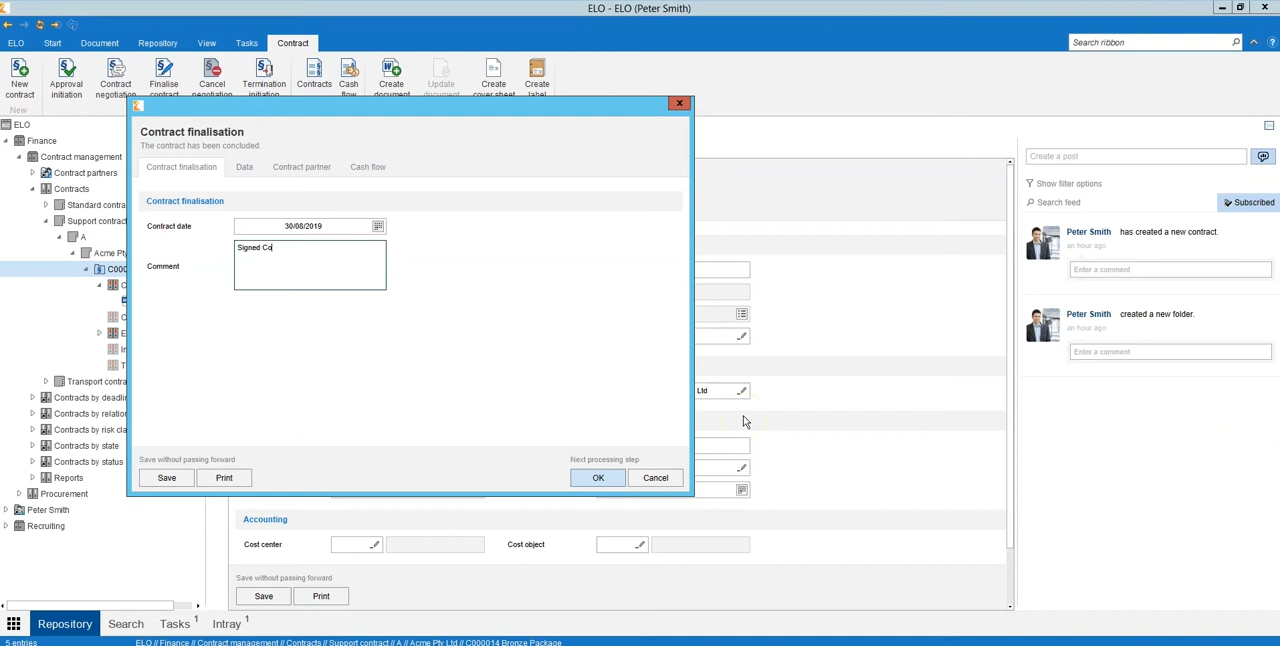 ELO - ELO (Peter Smith)
ELO Start Document Repository View Tasks Contract
Search ribbon
New contract
Approval initiation
Contract negotiation
Finalise contract
Cancel negotiation
Termination initiation
Contracts
Cash flow
Create document
Update document
Create cover sheet
Create label
New
ELO
Finance
Contract management
Contract partners
Contracts
Standard contra
Support contract
A
Acme Pty
C000
C
C
E
In
T
Transport contra
Contracts by deadlin
Contracts by relation
Contracts by risk cla
Contracts by state
Contracts by status
Reports
Procurement
Peter Smith
Recruiting
Contract finalisation
The contract has been concluded.
Contract finalisation Data Contract partner Cash flow
Contract finalisation
Contract date 30/08/2019
Comment
Signed Co
Save without passing forward
Save Print
Next processing step
OK Cancel
Ltd
Accounting
Cost center Cost object
Save without passing forward
Save Print
Create a post
Show filter options
Search feed
Subscribed
Peter Smith has created a new contract.
an hour ago
Enter a comment
Peter Smith created a new folder.
an hour ago
Enter a comment
Repository Search Tasks 1 Intray 1
5 entries
ELO // Finance // Contract management // Contracts // Support contract // A // Acme Pty Ltd // C000014 Bronze Package